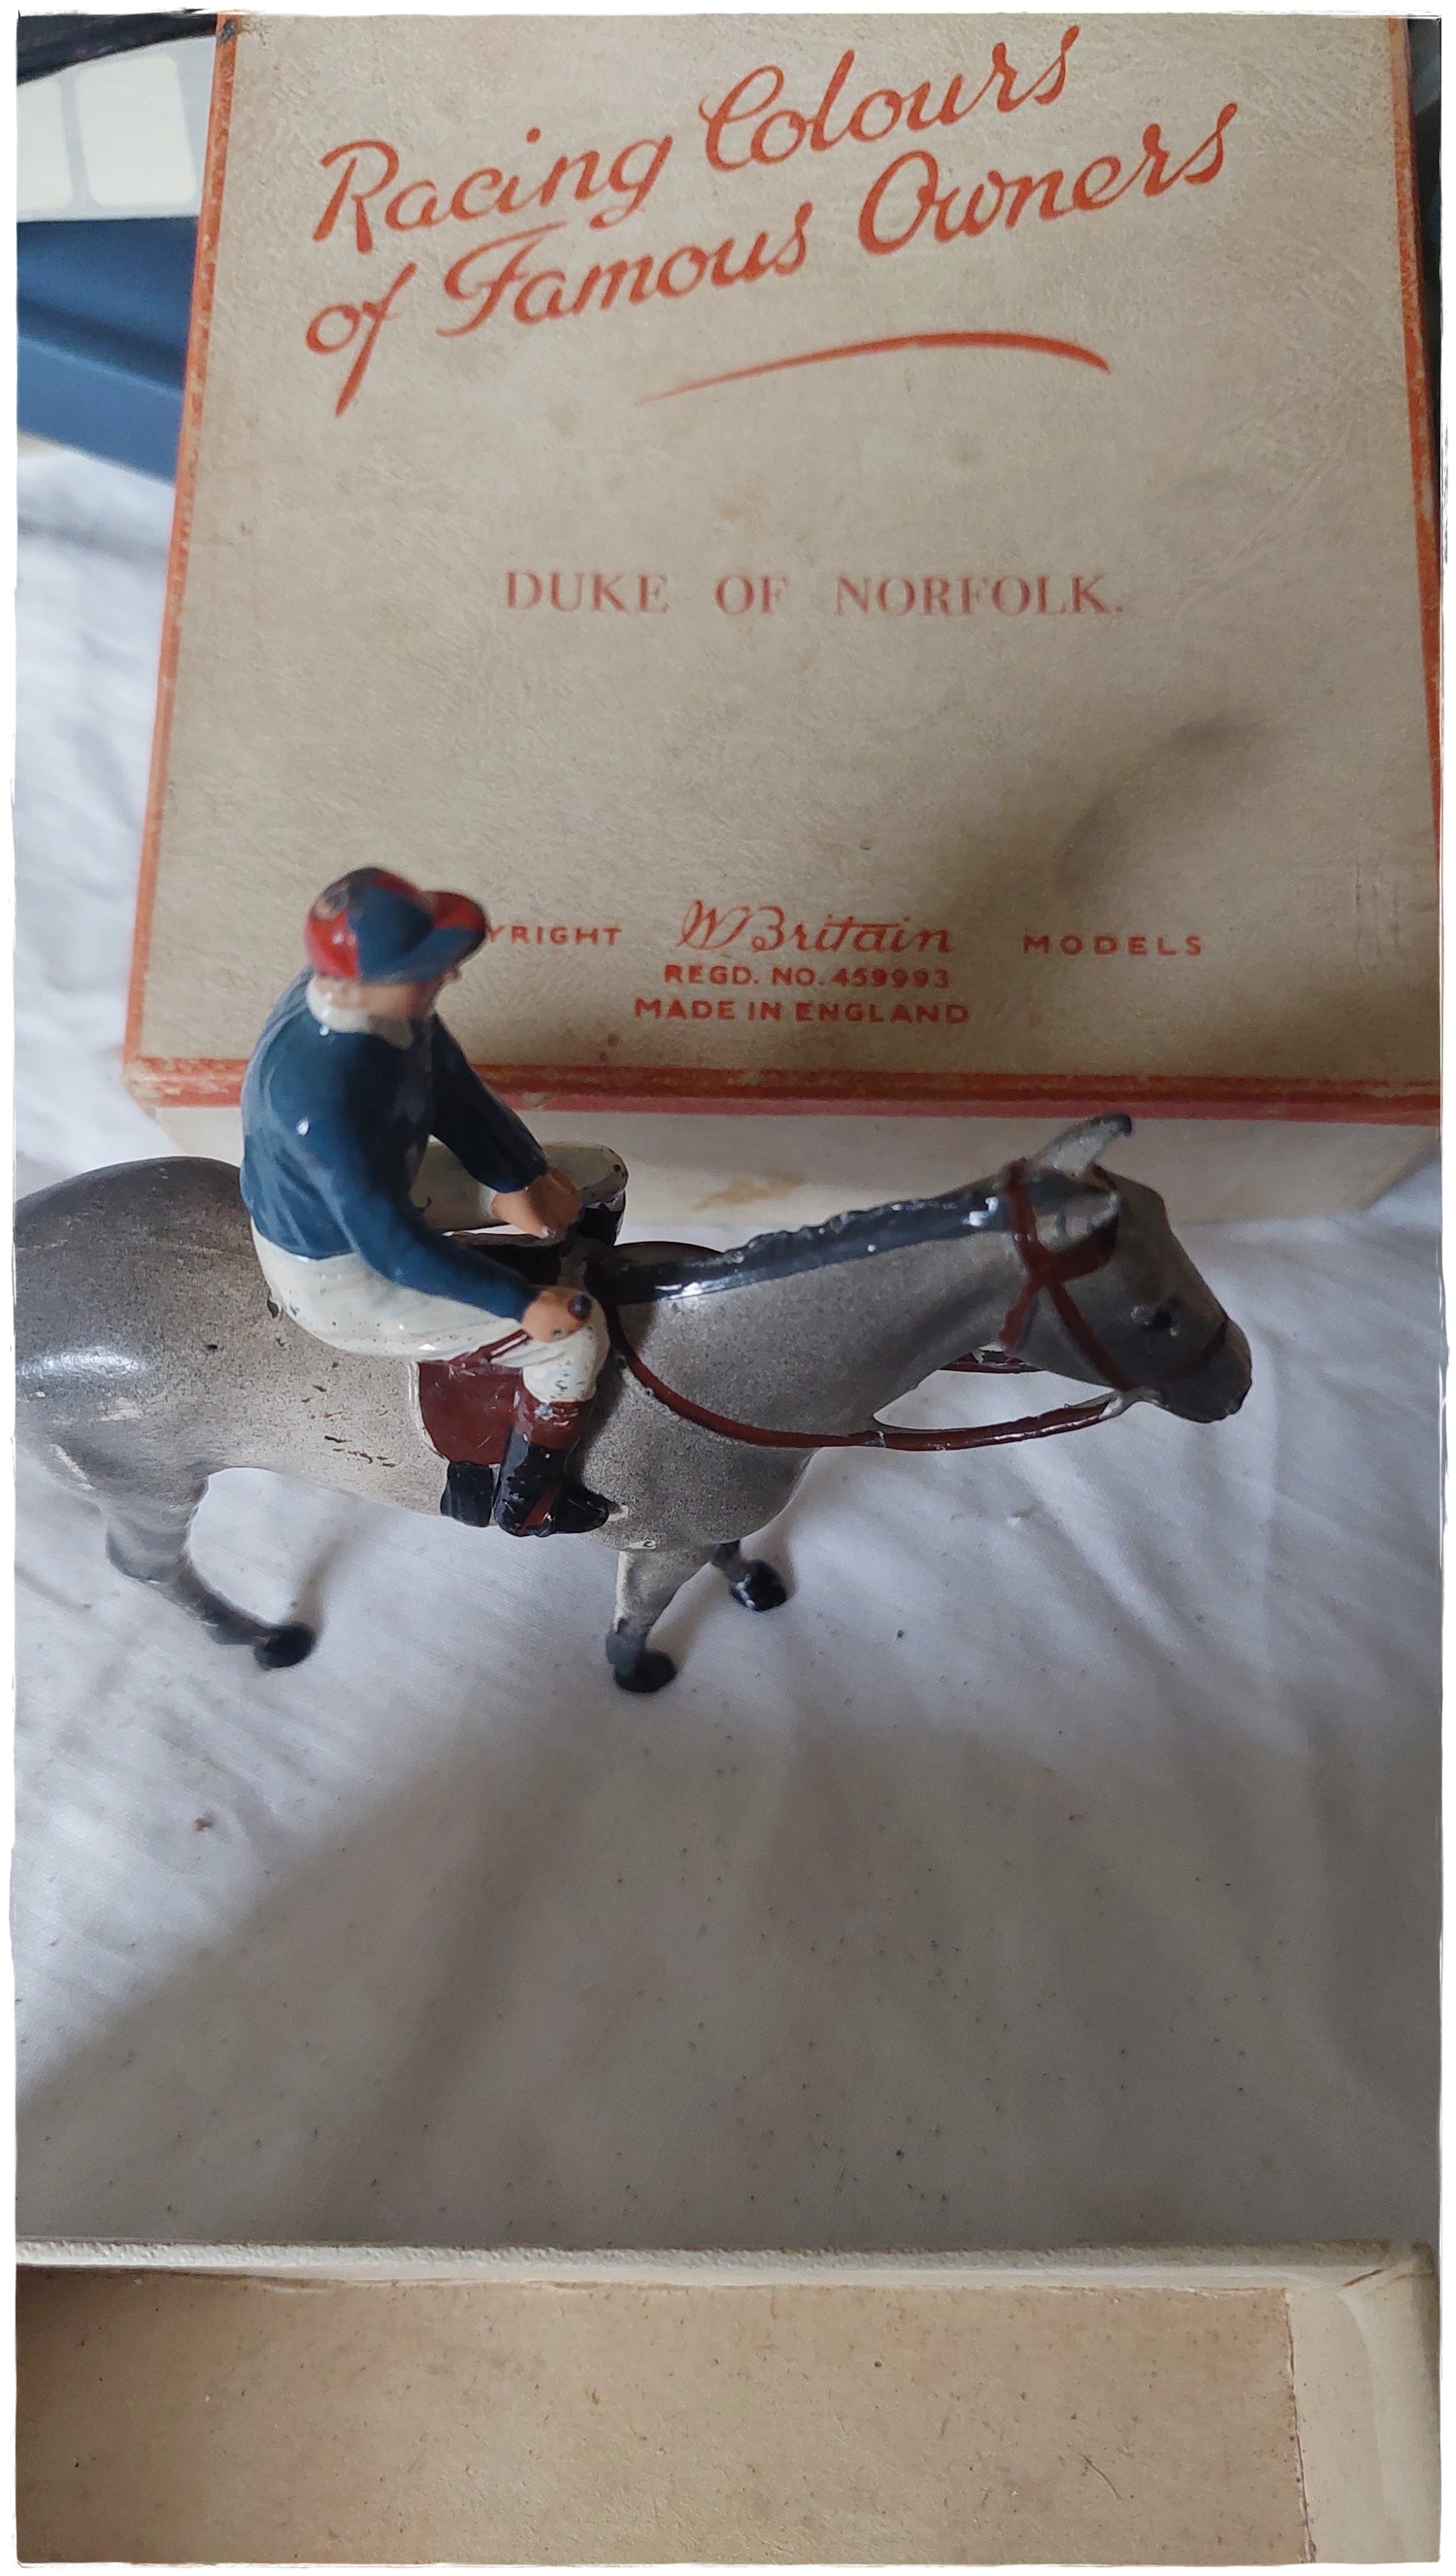 Racing Colours
of Famous Owners
DUKE OF NORFOLK.
YRIGHT W Britain MODELS
REGD. NO. 459993
MADE IN ENGLAND